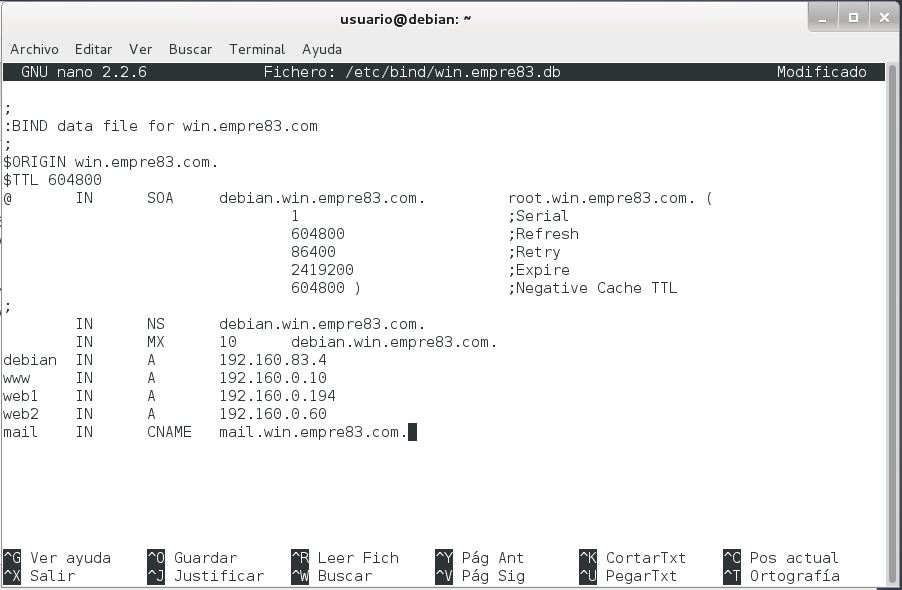 usuario@debian: ~
Archivo Editar Ver Buscar Terminal Ayuda
GNU nano 2.2.6 Fichero: /etc/bind/win.empre83.db Modificado
;
:BIND data file for win.empre83.com
;
$ORIGIN win.empre83.com.
$TTL 604800
@ IN SOA debian.win.empre83.com. root.win.empre83.com. (
1 ;Serial
604800 ;Refresh
86400 ;Retry
2419200 ;Expire
604800 ) ;Negative Cache TTL
;
IN NS debian.win.empre83.com.
IN MX 10 debian.win.empre83.com.
debian IN A 192.160.83.4
www IN A 192.160.0.10
web1 IN A 192.160.0.194
web2 IN A 192.160.0.60
mail IN CNAME mail.win.empre83.com.
^G Ver ayuda ^O Guardar ^R Leer Fich ^Y Pág Ant ^K CortarTxt ^C Pos actual
^X Salir ^J Justificar ^W Buscar ^V Pág Sig ^U PegarTxt ^T Ortografía